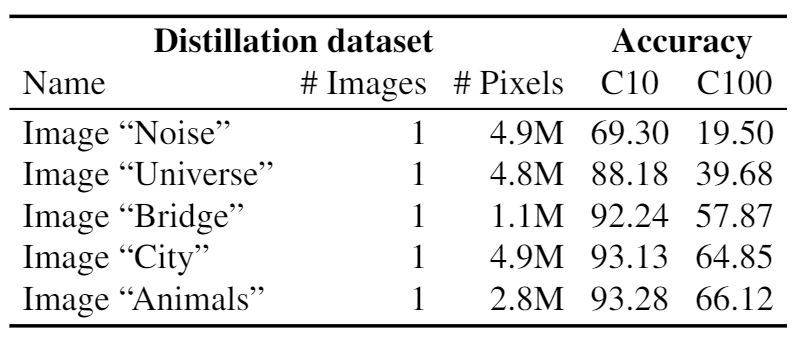 Distillation dataset Accuracy
Name # Images # Pixels C10 C100
Image “Noise” 1 4.9M 69.30 19.50
Image “Universe” 1 4.8M 88.18 39.68
Image “Bridge” 1 1.1M 92.24 57.87
Image “City” 1 4.9M 93.13 64.85
Image “Animals” 1 2.8M 93.28 66.12